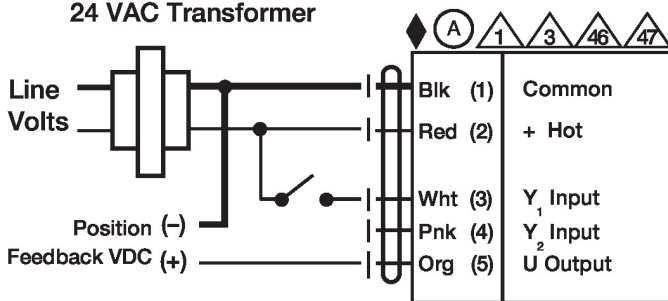 24 VAC Transformer
A 1 3 46 47
Line Volts
Blk (1) Common
Red (2) + Hot
Wht (3) Y1 Input
Position (–)
Pnk (4) Y2 Input
Feedback VDC (+)
Org (5) U Output